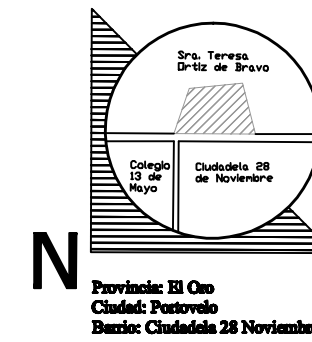 Sra. Teresa
Ortiz de Bravo
Colegio
13 de
Mayo
Ciudadela 28
de Noviembre
N
Provincia: El Oro
Ciudad: Portovelo
Barrio: Ciudadela 28 Noviembr